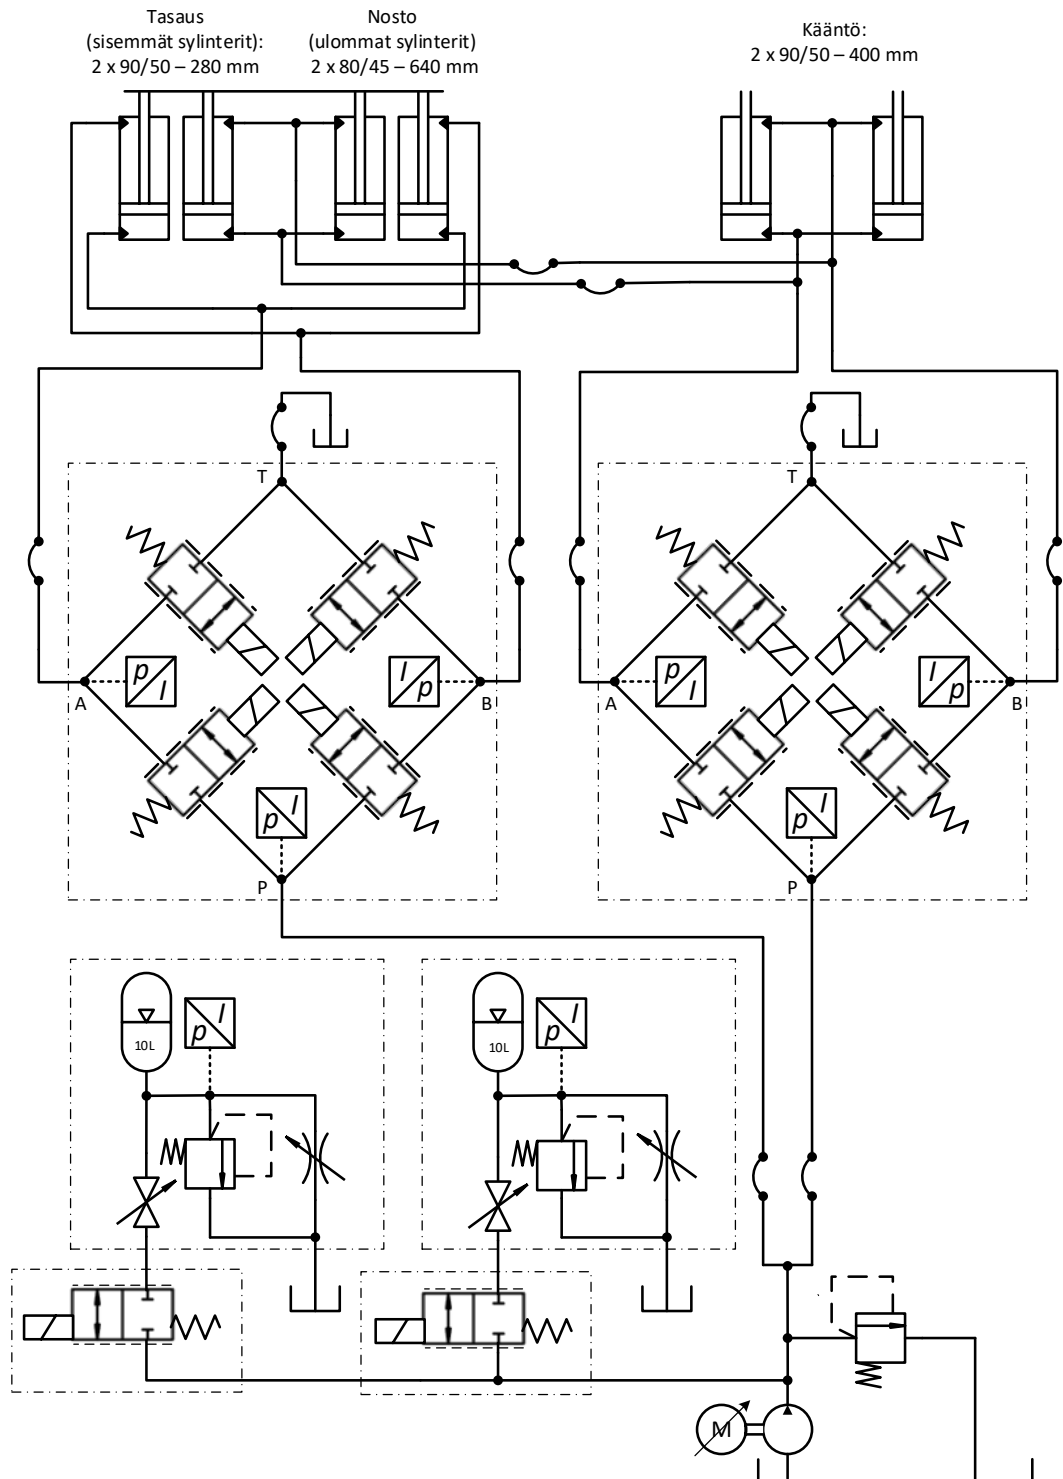 Tasaus
(sisemmät sylinterit):
2 x 90/50 – 280 mm
Nosto
(ulommat sylinterit)
2 x 80/45 – 640 mm
Kääntö:
2 x 90/50 – 400 mm
T
T
p
I
I
p
p
I
I
p
A
B
A
B
p
I
p
I
P
P
p
I
p
I
10L
10L
M